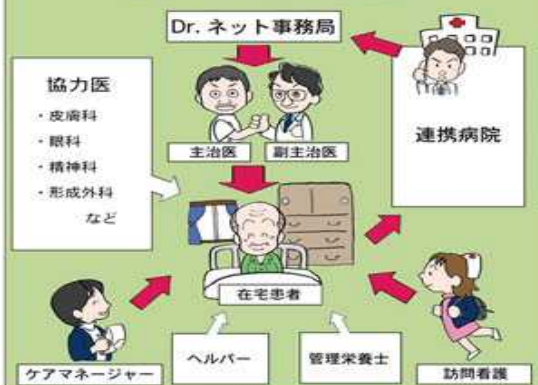 Dr. ネット事務局
協力医
・皮膚科
・眼科
・精神科
・形成外科
など
主治医
副主治医
連携病院
在宅患者
ケアマネージャー
ヘルパー
管理栄養士
訪問看護